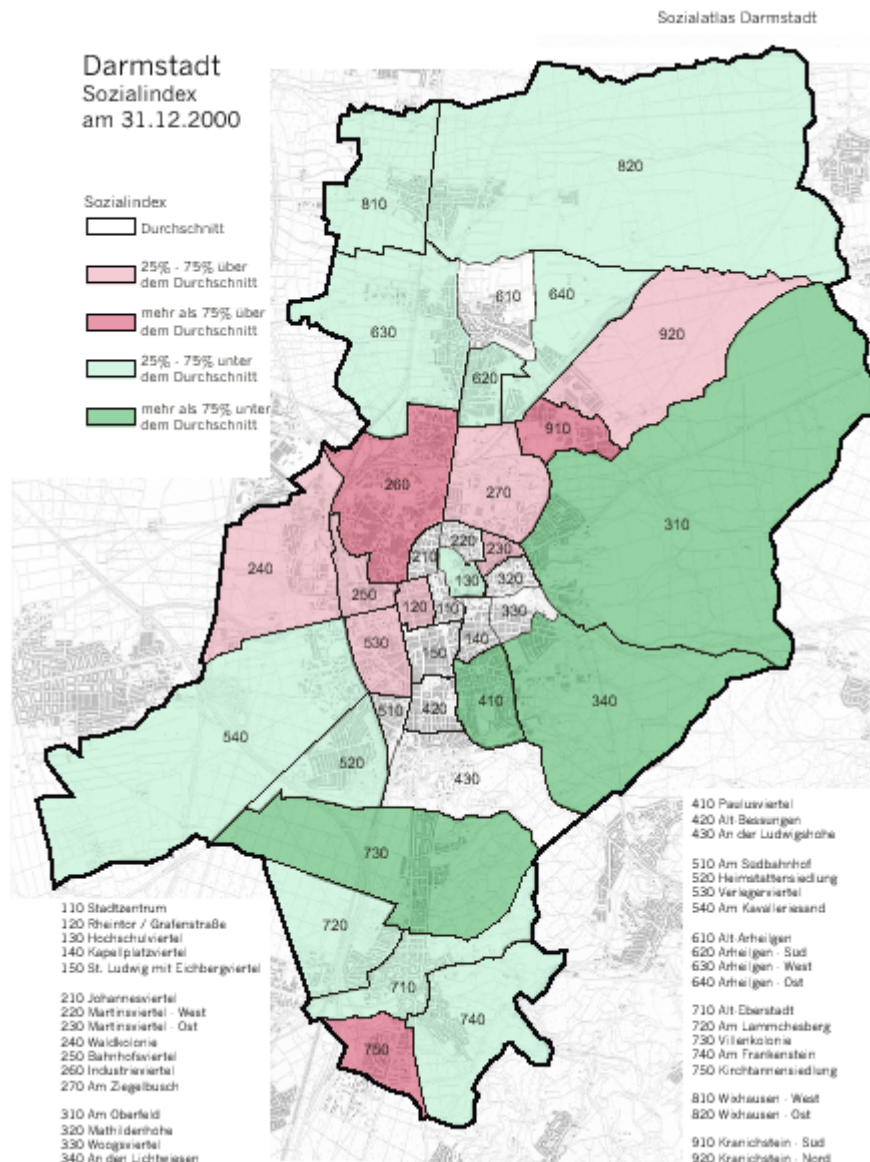 Sozialatlas Darmstadt
Darmstadt
Sozialindex
am 31.12.2000
Sozialindex
Durchschnitt
25% - 75% über
dem Durchschnitt
mehr als 75% über
dem Durchschnitt
25% - 75% unter
dem Durchschnitt
mehr als 75% unter
dem Durchschnitt
820
810
610
640
630
920
620
910
260
270
310
220
210
230
240
130
320
250
120
110
330
530
140
150
410
340
510
420
540
520
430
730
720
710
740
750
110 Stadtzentrum
120 Rheintor / Grafenstraße
130 Hochschulviertel
140 Kapellplatzviertel
150 St. Ludwig mit Eichbergviertel
210 Johannesviertel
220 Martinsviertel - West
230 Martinsviertel - Ost
240 Waldkolonie
250 Bahnhofsviertel
260 Industrieviertel
270 Am Ziegelbusch
310 Am Oberfeld
320 Mathildenhöhe
330 Woogsviertel
340 An den Lichtwiesen
410 Paulusviertel
420 Alt-Bessungen
430 An der Ludwigshöhe
510 Am Südbahnhof
520 Heimstättensiedlung
530 Verlegerviertel
540 Am Kavalleriesand
610 Alt-Arheilgen
620 Arheilgen - Süd
630 Arheilgen - West
640 Arheilgen - Ost
710 Alt-Eberstadt
720 Am Lämmchesberg
730 Villenkolonie
740 Am Frankenstein
750 Kirchtannensiedlung
810 Wixhausen - West
820 Wixhausen - Ost
910 Kranichstein - Süd
920 Kranichstein - Nord